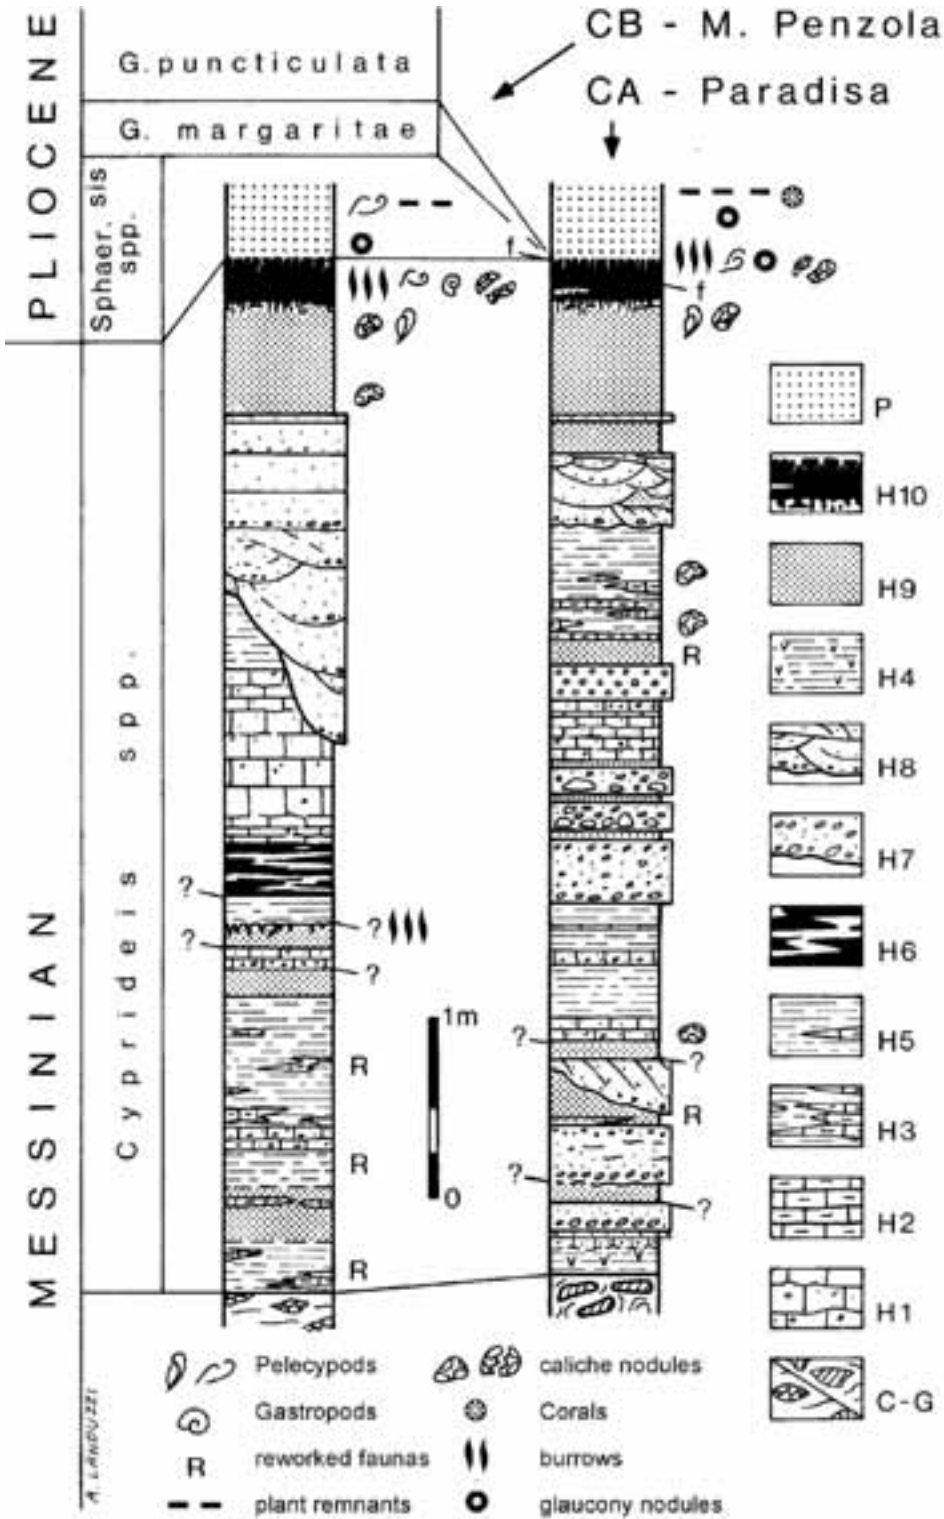 PLIOCENE
MESSINIAN
Sphaer. sis
spp.
Cyprideis spp.
G. puncticulata
G. margaritae
CB - M. Penzola
CA - Paradisa
f
f
R
?
?
?
?
R
R
R
1m
0
?
?
R
?
?
P
H10
H9
H4
H8
H7
H6
H5
H3
H2
H1
C-G
Pelecypods
caliche nodules
Gastropods
Corals
R reworked faunas
burrows
plant remnants
glaucony nodules
A. LANDUZZI